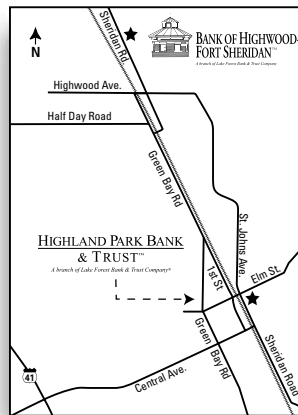 Sheridan Rd.
N
BANK OF HIGHWOOD-
FORT SHERIDAN™
A branch of Lake Forest Bank & Trust Company
Highwood Ave.
Half Day Road
Green Bay Rd
St. Johns Ave.
HIGHLAND PARK BANK
& TRUST™
A branch of Lake Forest Bank & Trust Company®
1st St
Elm St.
Green Bay Rd
Sheridan Road
41
Central Ave.